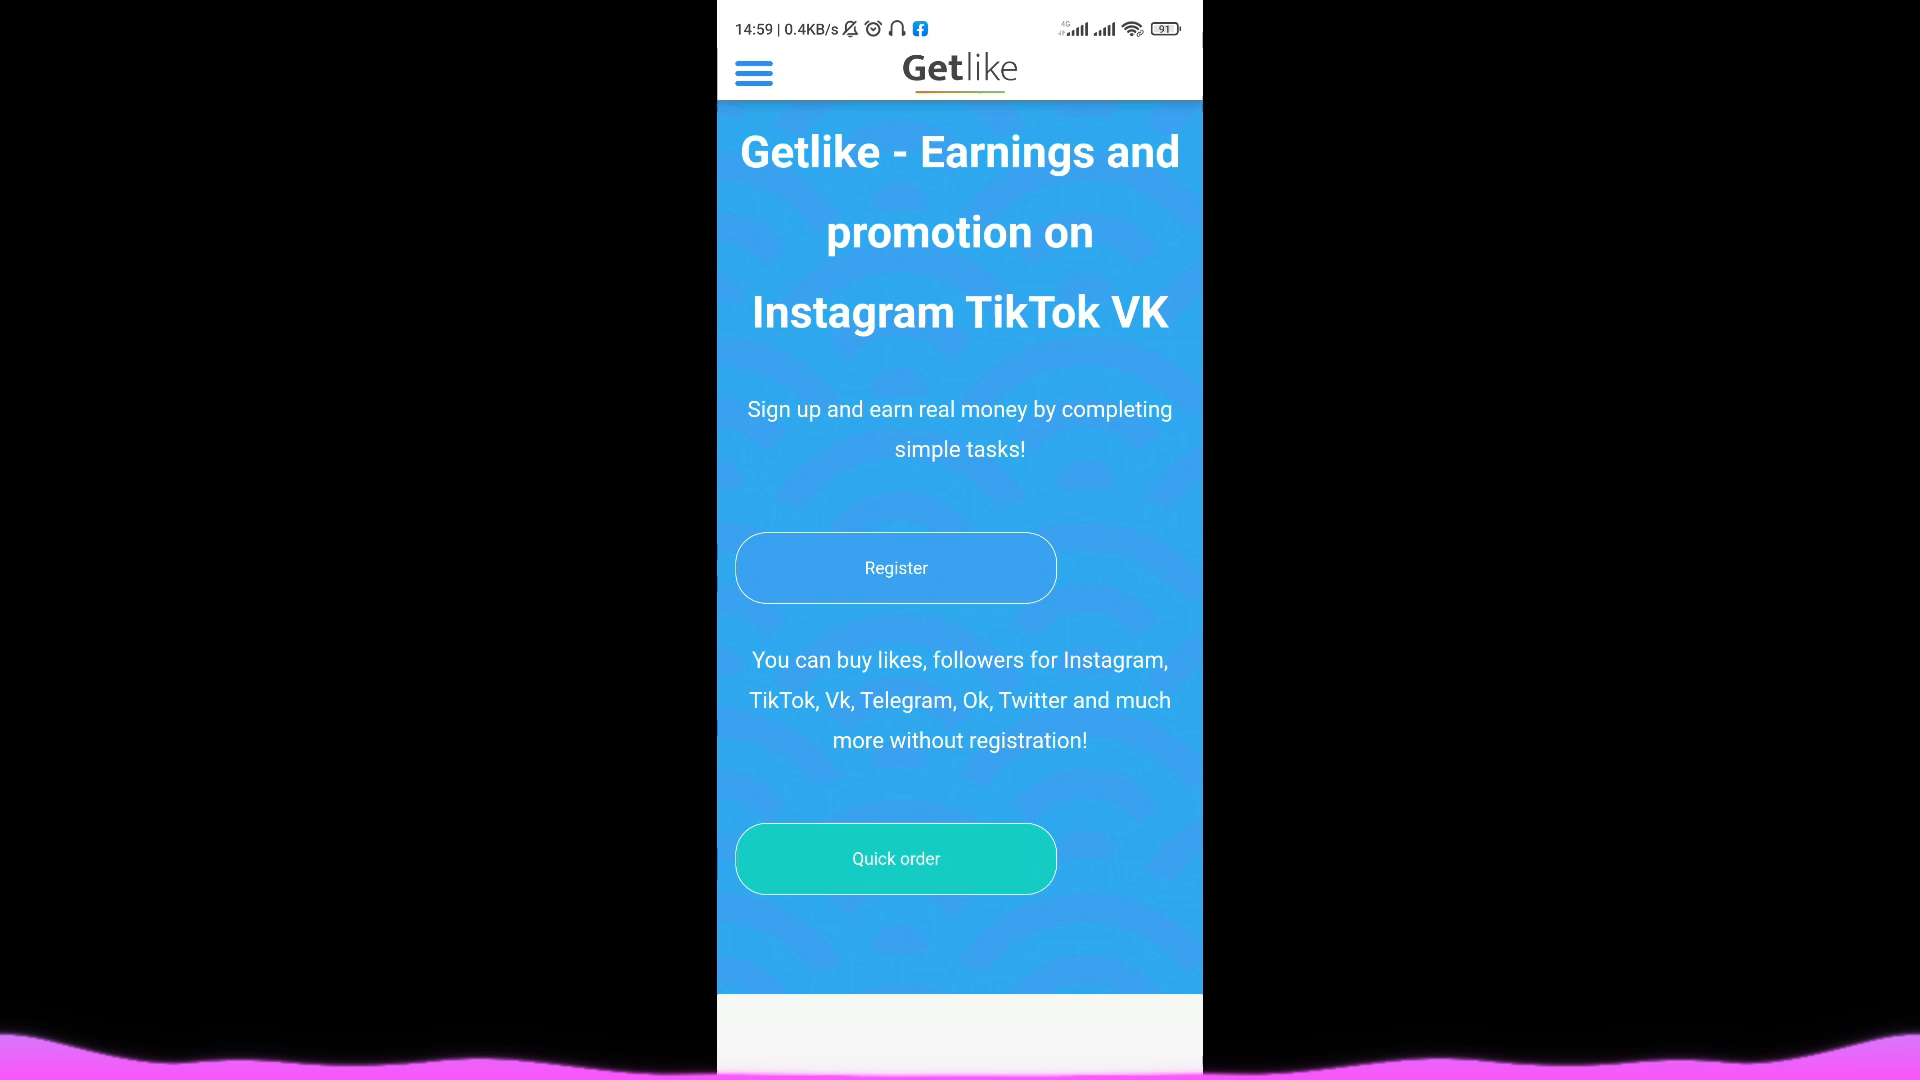 14:59 | 0.4KB/s
4G
91
Getlike
Getlike - Earnings and
promotion on
Instagram TikTok VK
Sign up and earn real money by completing
simple tasks!
Register
You can buy likes, followers for Instagram,
TikTok, Vk, Telegram, Ok, Twitter and much
more without registration!
Quick order